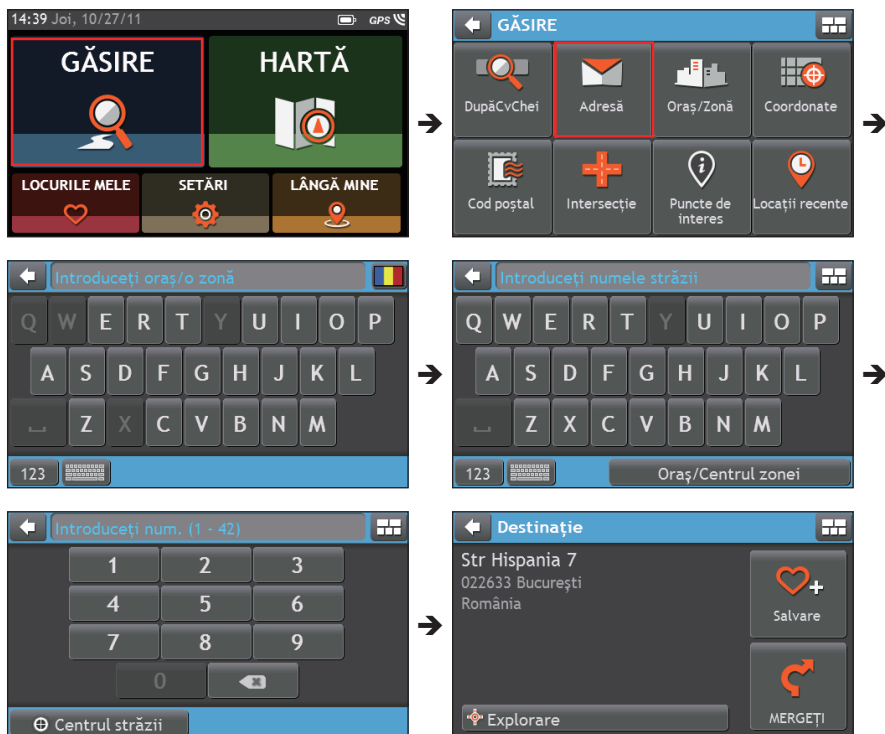 14:39 Joi, 10/27/11 GPS
GĂSIRE
HARTĂ
LOCURILE MELE
SETĂRI
LÂNGĂ MINE
GĂSIRE
DupăCvChei
Adresă
Oraş/Zonă
Coordonate
Cod poştal
Intersecţie
Puncte de
interes
Locaţii recente
Introduceţi oraş/o zonă
Q W E R T Y U I O P
A S D F G H J K L
Z X C V B N M
123
Introduceţi numele străzii
Q W E R T Y U I O P
A S D F G H J K L
Z X C V B N M
123
Oraş/Centrul zonei
Introduceţi num. (1 - 42)
1 2 3
4 5 6
7 8 9
0
Centrul străzii
Destinaţie
Str Hispania 7
022633 Bucureşti
România
Salvare
Explorare
MERGEŢI